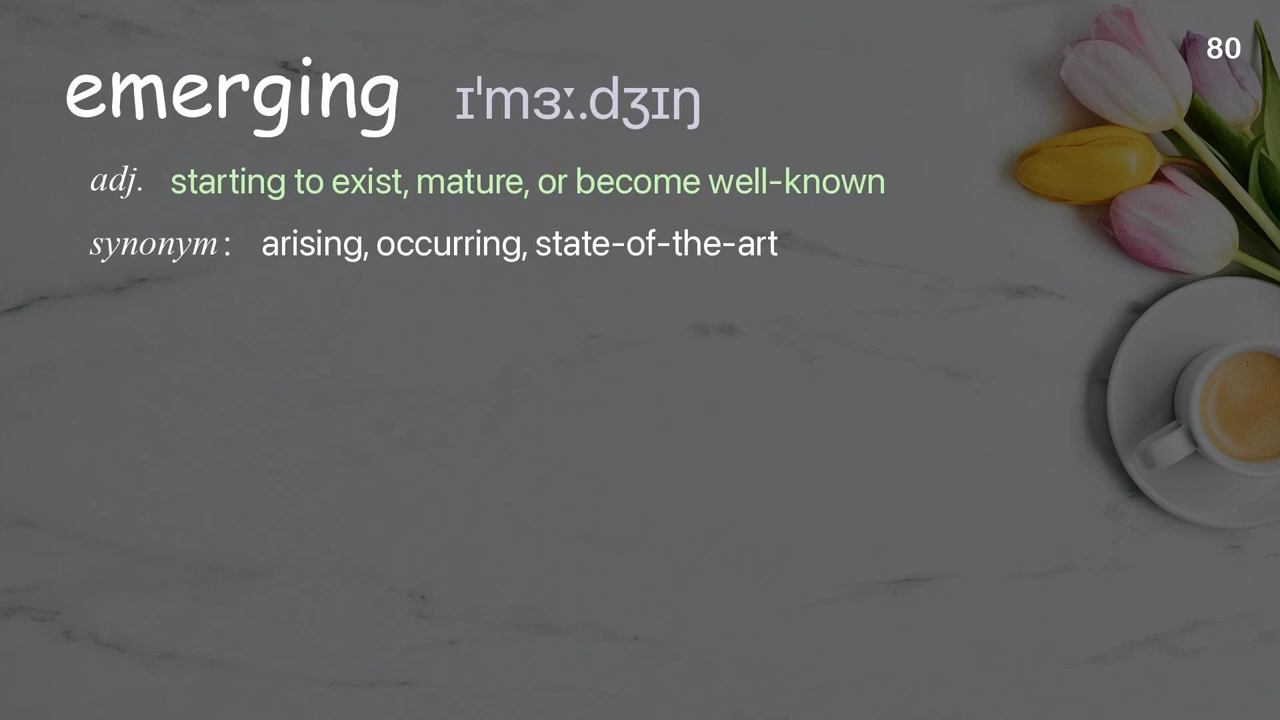 80
emerging ɪˈmɜː.dʒɪŋ
adj. starting to exist, mature, or become well-known
synonym: arising, occurring, state-of-the-art